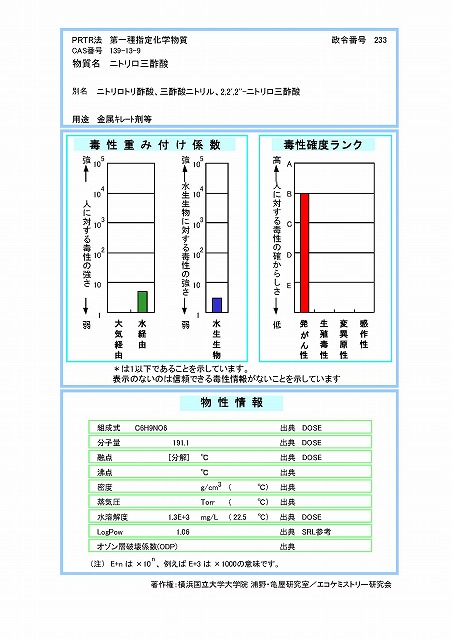 PRTR法 第一種指定化学物質 政令番号 233
CAS番号 139-13-9
物質名 ニトリロ三酢酸
別名 ニトリロトリ酢酸、三酢酸ニトリル、2,2',2''-ニトリロ三酢酸
用途 金属ｷﾚｰﾄ剤等
毒性重み付け係数
強 人に対する毒性の強さ 弱
10^5
10^4
10^3
10^2
10^1
1
大気経由
水経由
強 水生生物に対する毒性の強さ 弱
10^5
10^4
10^3
10^2
10^1
1
水生生物
毒性確度ランク
高 人に対する毒性の確からしさ 低
A
B
C
D
E
発がん性
生殖毒性
変異原性
感作性
＊は1以下であることを示しています。
表示のないのは信頼できる毒性情報がないことを示しています
物性情報
組成式 C6H9NO6 出典 DOSE
分子量 191.1 出典 DOSE
融点 [分解] ℃ 出典 DOSE
沸点 ℃ 出典
密度 g/cm3 ( ℃) 出典
蒸気圧 Torr ( ℃) 出典
水溶解度 1.3E+3 mg/L ( 22.5 ℃) 出典 DOSE
LogPow 1.06 出典 SRL参考
オゾン層破壊係数(ODP) 出典
（注） E+n は ×10^n、例えば E+3 は ×1000の意味です。
著作権：横浜国立大学大学院 浦野・亀屋研究室／エコケミストリー研究会